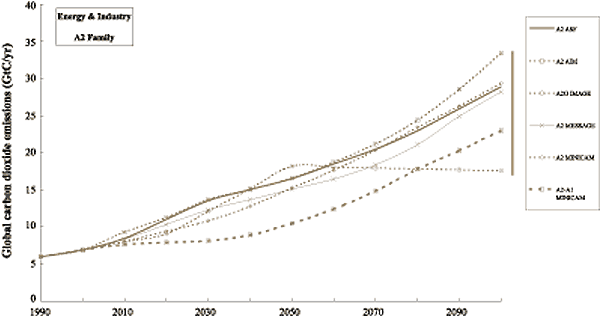 Energy & Industry
A2 Family
Global carbon dioxide emissions (GtC/yr)
40
35
30
25
20
15
10
5
0
1990
2010
2030
2050
2070
2090
A2 ASF
A2 AIM
A2G IMAGE
A2 MESSAGE
A2 MINICAM
A2-A1
MINICAM